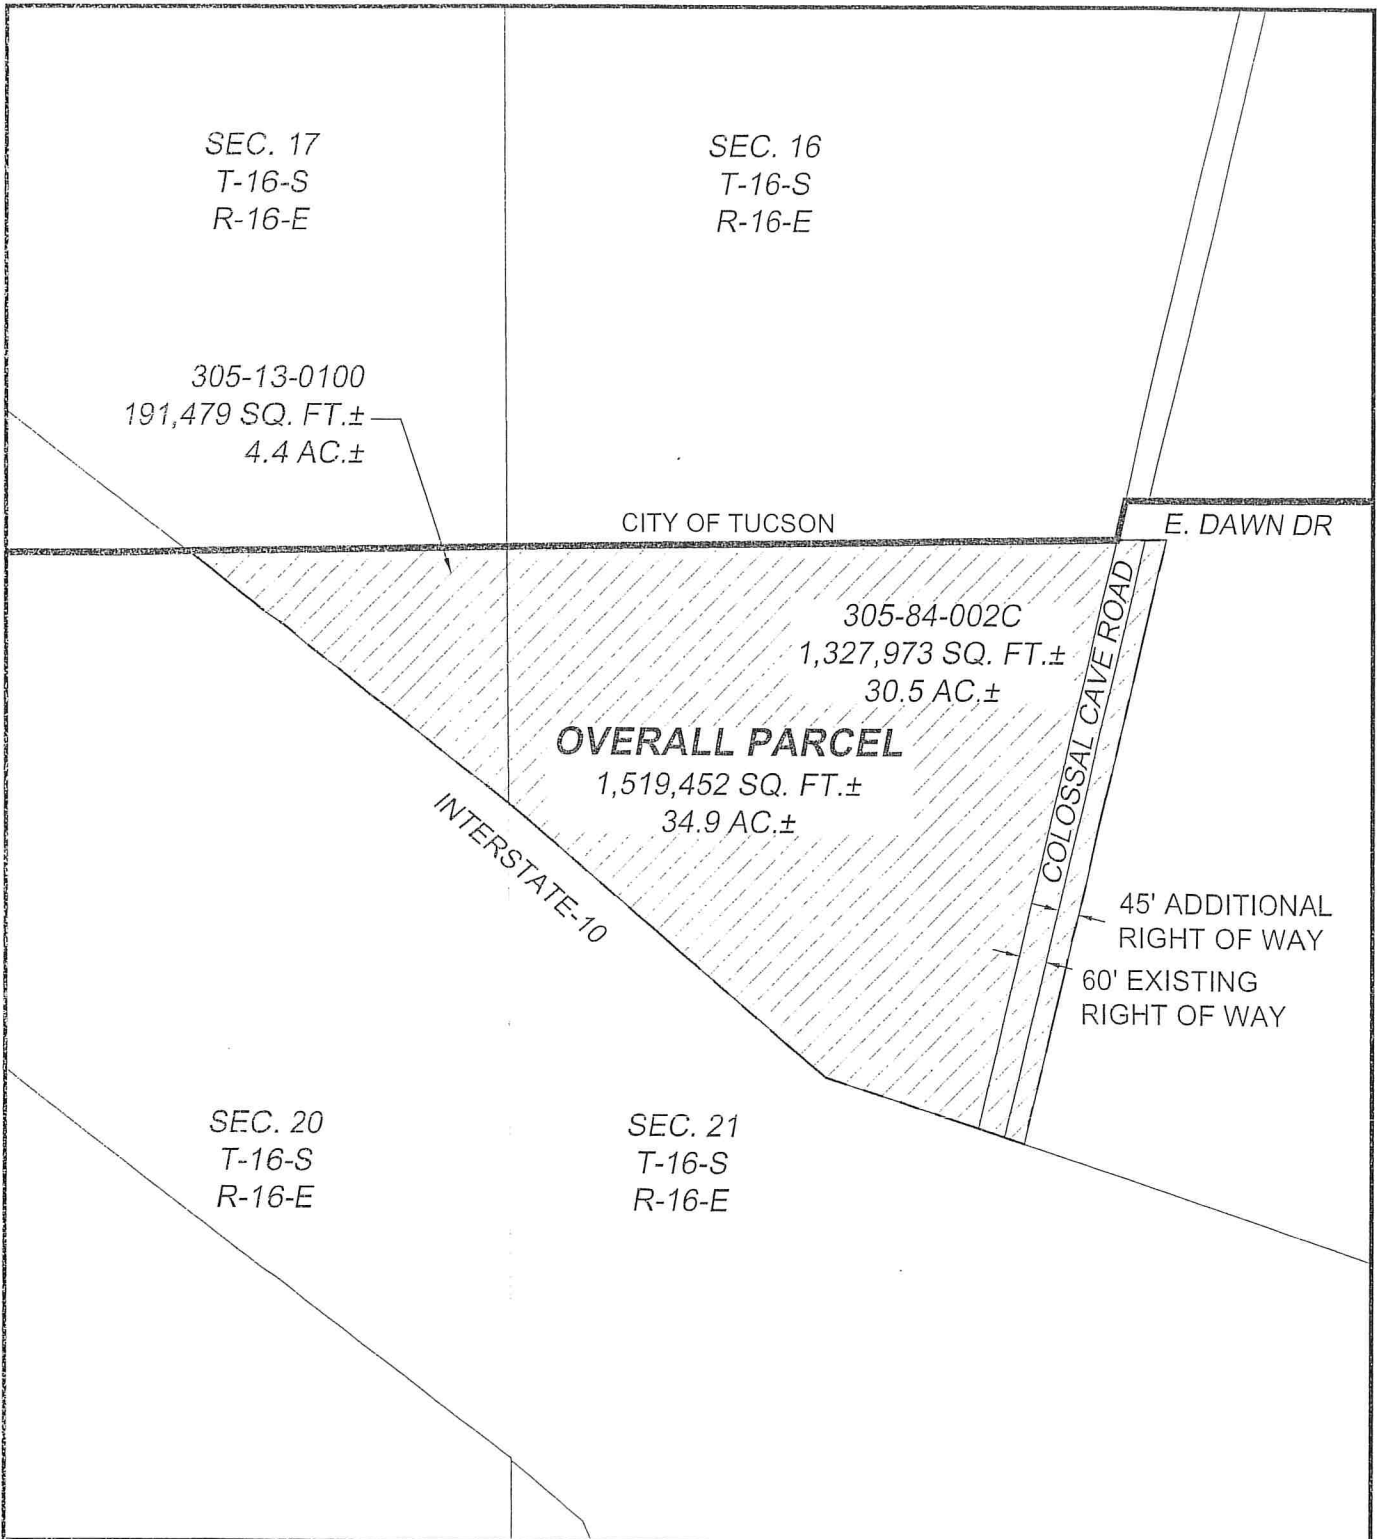 SEC. 17
T-16-S
R-16-E
SEC. 16
T-16-S
R-16-E
305-13-0100
191,479 SQ. FT.±
4.4 AC.±
CITY OF TUCSON
E. DAWN DR
305-84-002C
1,327,973 SQ. FT.±
30.5 AC.±
COLOSSAL CAVE ROAD
OVERALL PARCEL
1,519,452 SQ. FT.±
34.9 AC.±
INTERSTATE-10
45' ADDITIONAL
RIGHT OF WAY
60' EXISTING
RIGHT OF WAY
SEC. 20
T-16-S
R-16-E
SEC. 21
T-16-S
R-16-E